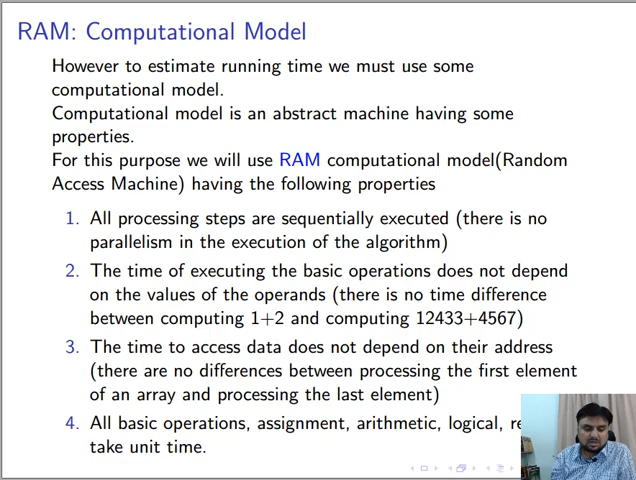 RAM: Computational Model
However to estimate running time we must use some
computational model.
Computational model is an abstract machine having some
properties.
For this purpose we will use RAM computational model(Random
Access Machine) having the following properties
1. All processing steps are sequentially executed (there is no
parallelism in the execution of the algorithm)
2. The time of executing the basic operations does not depend
on the values of the operands (there is no time difference
between computing 1+2 and computing 12433+4567)
3. The time to access data does not depend on their address
(there are no differences between processing the first element
of an array and processing the last element)
4. All basic operations, assignment, arithmetic, logical,
take unit time.